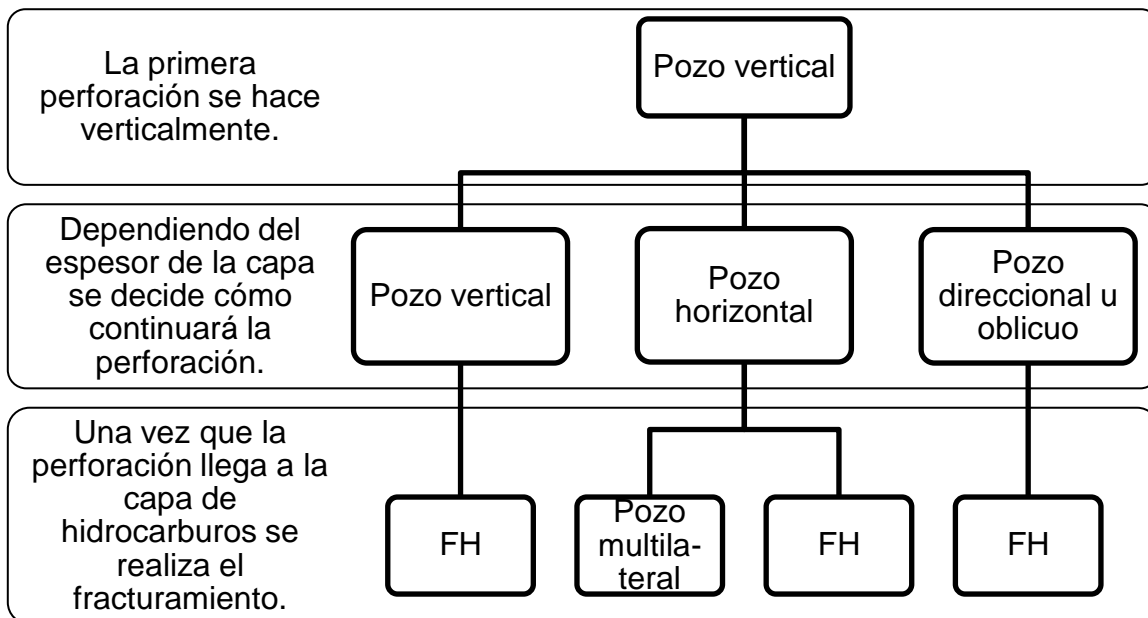 La primera
perforación se hace
verticalmente.
Pozo vertical
Dependiendo del
espesor de la capa
se decide cómo
continuará la
perforación.
Pozo vertical
Pozo
horizontal
Pozo
direccional u
oblicuo
Una vez que la
perforación llega a la
capa de
hidrocarburos se
realiza el
fracturamiento.
FH
Pozo
multila-
teral
FH
FH